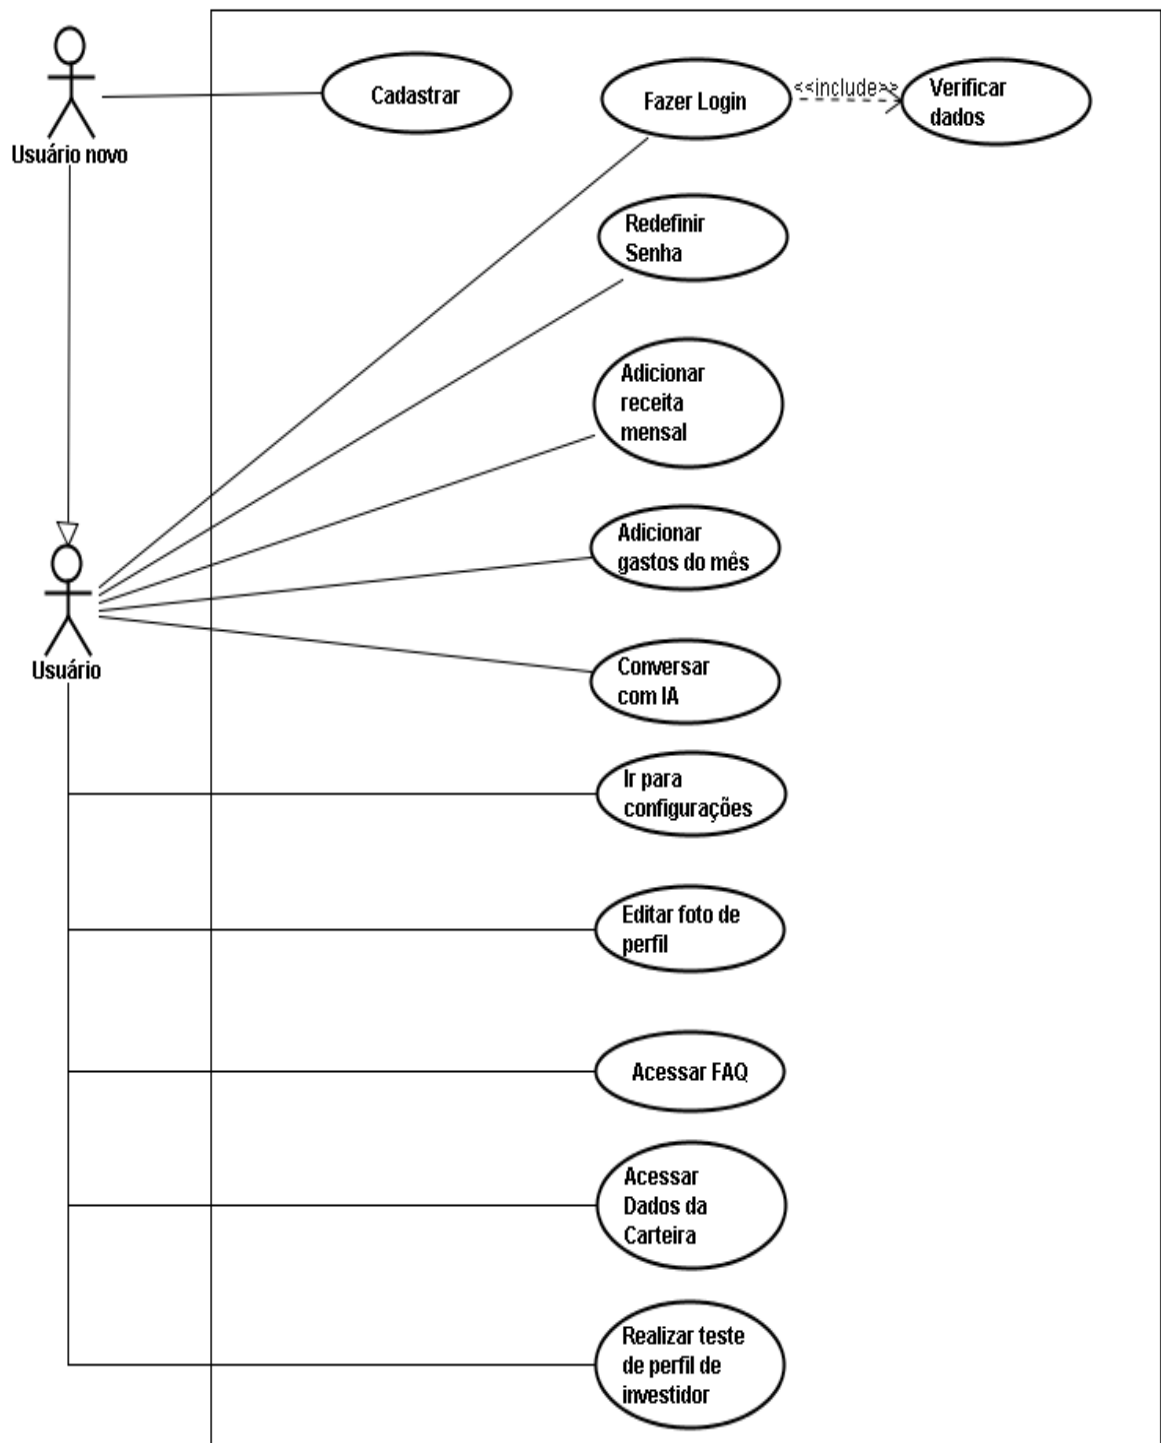 Cadastrar
Fazer Login
<<include>>
Verificar
dados
Usuário novo
Redefinir
Senha
Adicionar
receita
mensal
Adicionar
gastos do mês
Conversar
com IA
Usuário
Ir para
configurações
Editar foto de
perfil
Acessar FAQ
Acessar
Dados da
Carteira
Realizar teste
de perfil de
investidor